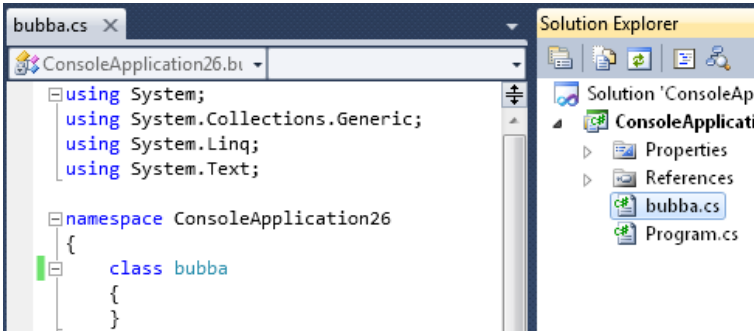 bubba.cs
ConsoleApplication26.bu
using System;
using System.Collections.Generic;
using System.Linq;
using System.Text;
namespace ConsoleApplication26
{
class bubba
{
}
Solution Explorer
Solution 'ConsoleAp
ConsoleApplicati
Properties
References
bubba.cs
Program.cs